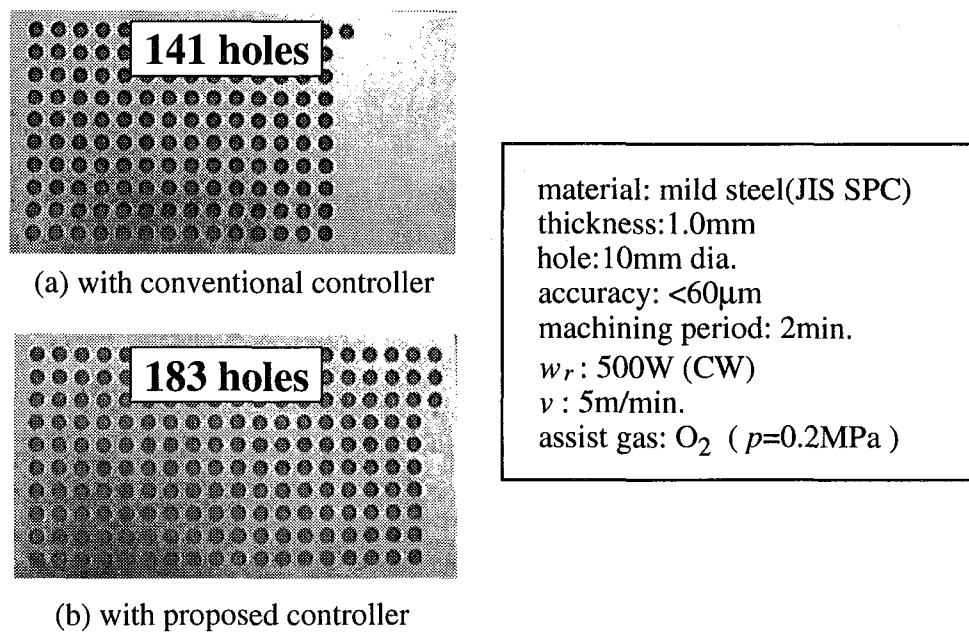 141 holes
(a) with conventional controller
183 holes
(b) with proposed controller
material: mild steel(JIS SPC)
thickness:1.0mm
hole:10mm dia.
accuracy: <60μm
machining period: 2min.
wr : 500W (CW)
v : 5m/min.
assist gas: O2 ( p=0.2MPa )